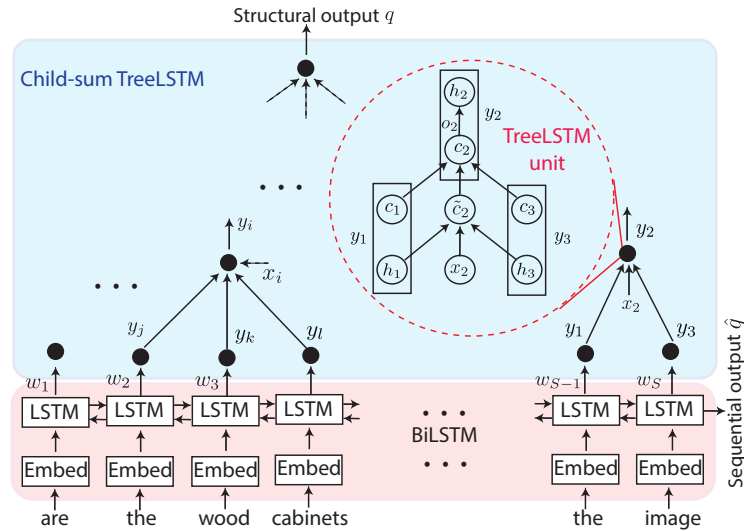 Structural output q
Child-sum TreeLSTM
h₂
o₂
y₂
c₂
TreeLSTM
unit
. . .
c₁
c̃₂
c₃
y₁
y₃
h₁
x₂
h₃
yᵢ
xᵢ
y₂
x₂
. . .
yⱼ
yₖ
yₗ
y₁
y₃
w₁
w₂
w₃
w_{S−1}
w_S
Sequential output q̂
LSTM LSTM LSTM LSTM . . . LSTM LSTM
BiLSTM
Embed Embed Embed Embed . . . Embed Embed
are the wood cabinets the image